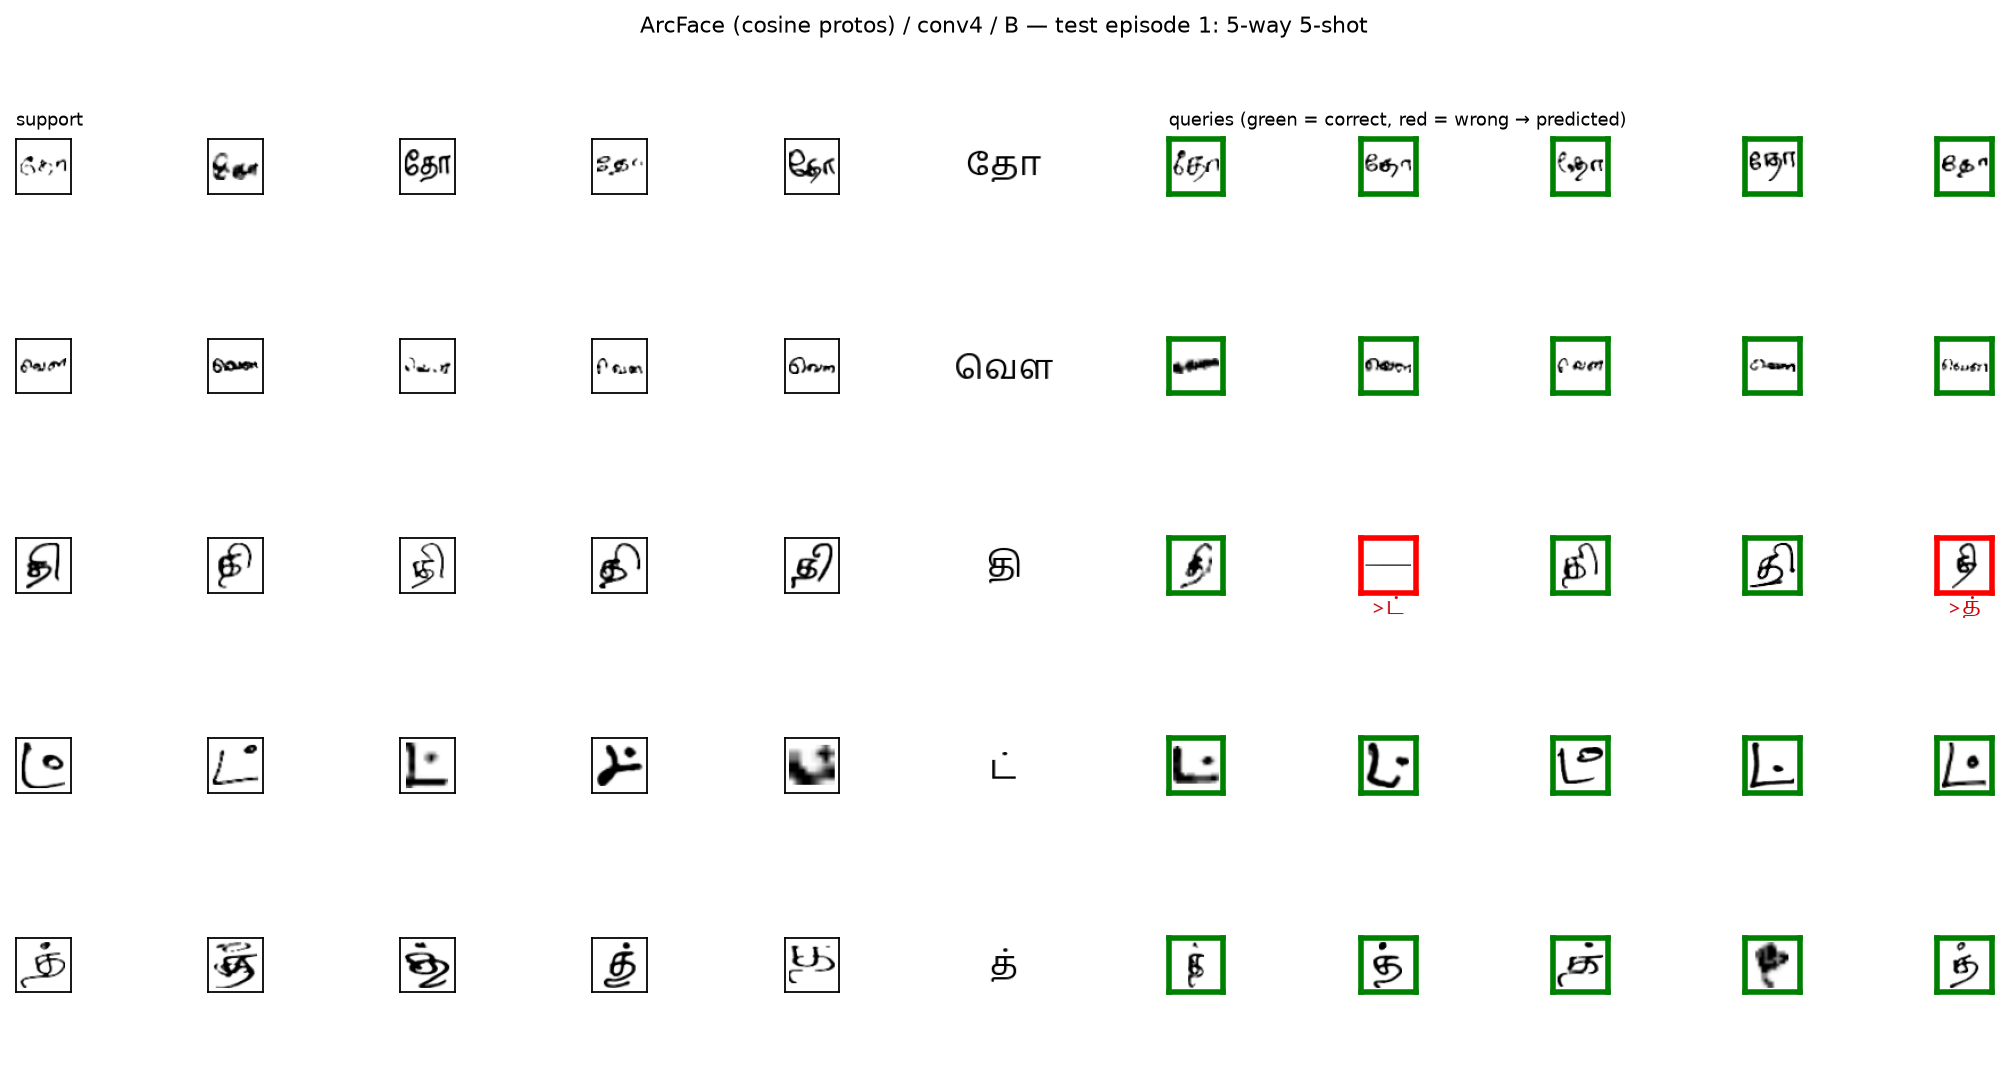 ArcFace (cosine protos) / conv4 / B — test episode 1: 5-way 5-shot
support queries (green = correct, red = wrong → predicted)
தோ தோ தோ தோ தோ தோ தோ தோ தோ தோ
வௌ வௌ வௌ வௌ வௌ வௌ வௌ வௌ வௌ
தி தி தி தி தி தி தி தி தி தி
>ட் >த்
ட் ட் ட் ட் ட் ட் ட் ட் ட் ட்
த் த் த் த் த் த் த் த் த்